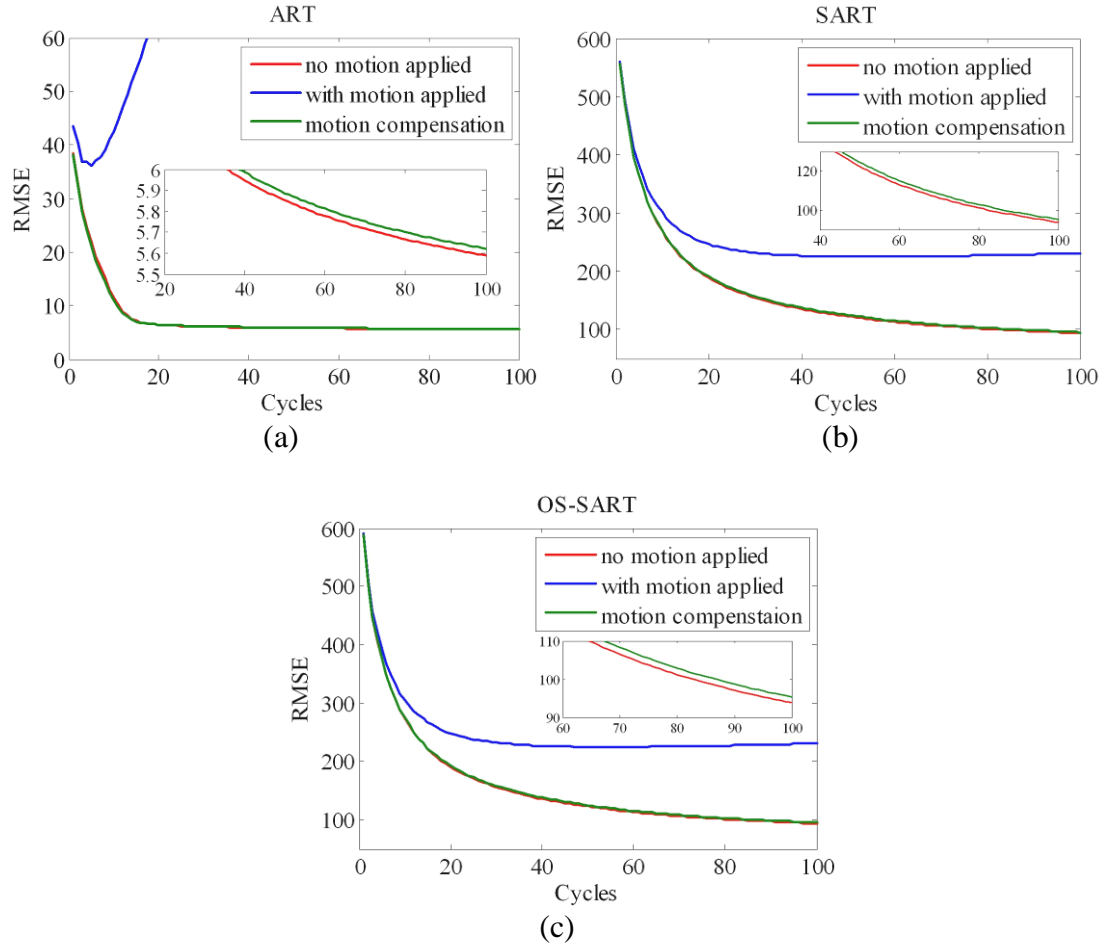 ART
RMSE
60
50
40
30
20
10
0
no motion applied
with motion applied
motion compensation
6
5.9
5.8
5.7
5.6
5.5
20 40 60 80 100
0 20 40 60 80 100
Cycles
(a)
SART
RMSE
600
500
400
300
200
100
no motion applied
with motion applied
motion compensation
120
100
40 60 80 100
0 20 40 60 80 100
Cycles
(b)
OS-SART
RMSE
600
500
400
300
200
100
no motion applied
with motion applied
motion compenstaion
110
100
90
60 70 80 90 100
0 20 40 60 80 100
Cycles
(c)